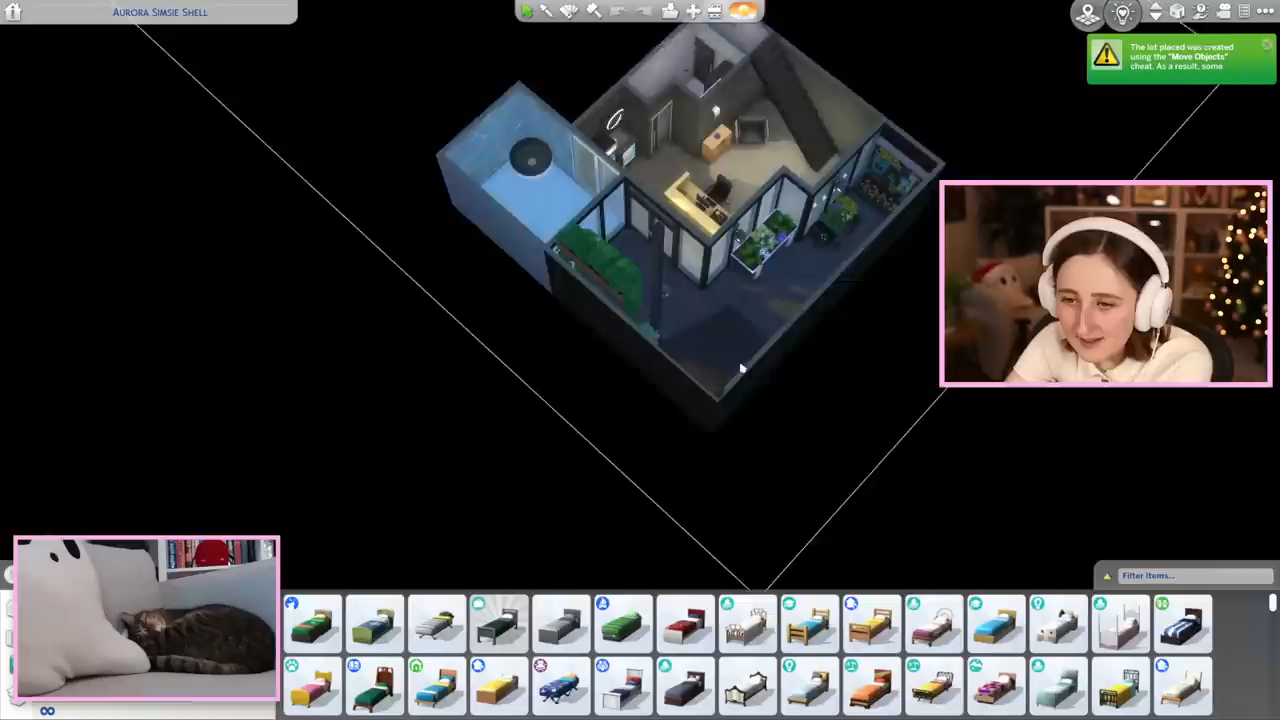 Aurora Simsie Shell
The lot placed was created
using the "Move Objects"
cheat. As a result, some
Filter Items...